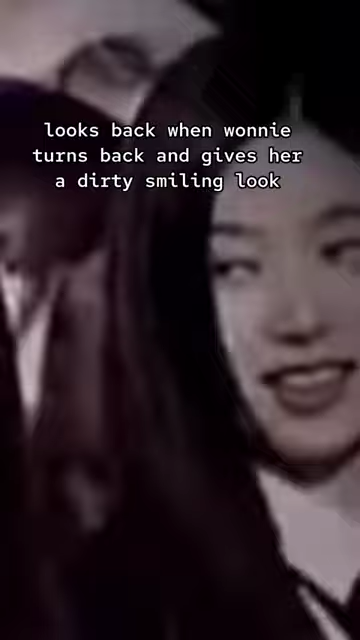 looks back when wonnie
turns back and gives her
a dirty smiling look